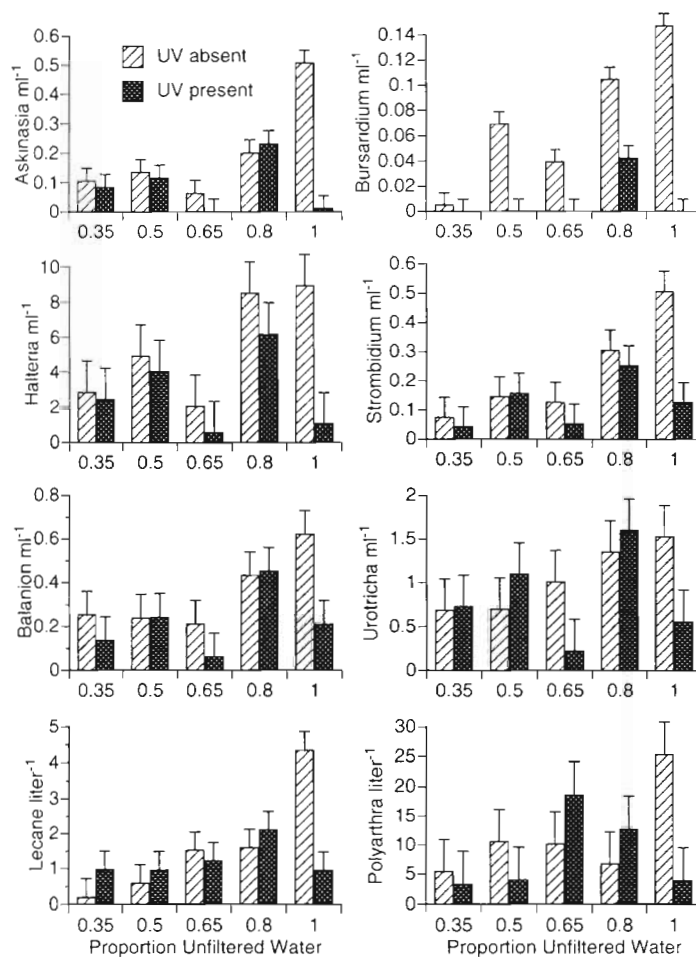 UV absent
UV present
Askinasia ml⁻¹
0.6
0.5
0.4
0.3
0.2
0.1
0
0.35 0.5 0.65 0.8 1
Bursaridium ml⁻¹
0.14
0.12
0.1
0.08
0.06
0.04
0.02
0
0.35 0.5 0.65 0.8 1
Halteria ml⁻¹
10
8
6
4
2
0
0.35 0.5 0.65 0.8 1
Strombidium ml⁻¹
0.6
0.5
0.4
0.3
0.2
0.1
0
0.35 0.5 0.65 0.8 1
Balanion ml⁻¹
0.8
0.6
0.4
0.2
0
0.35 0.5 0.65 0.8 1
Urotricha ml⁻¹
2
1.5
1
0.5
0
0.35 0.5 0.65 0.8 1
Lecane liter⁻¹
5
4
3
2
1
0
0.35 0.5 0.65 0.8 1
Proportion Unfiltered Water
Polyarthra liter⁻¹
30
25
20
15
10
5
0
0.35 0.5 0.65 0.8 1
Proportion Unfiltered Water